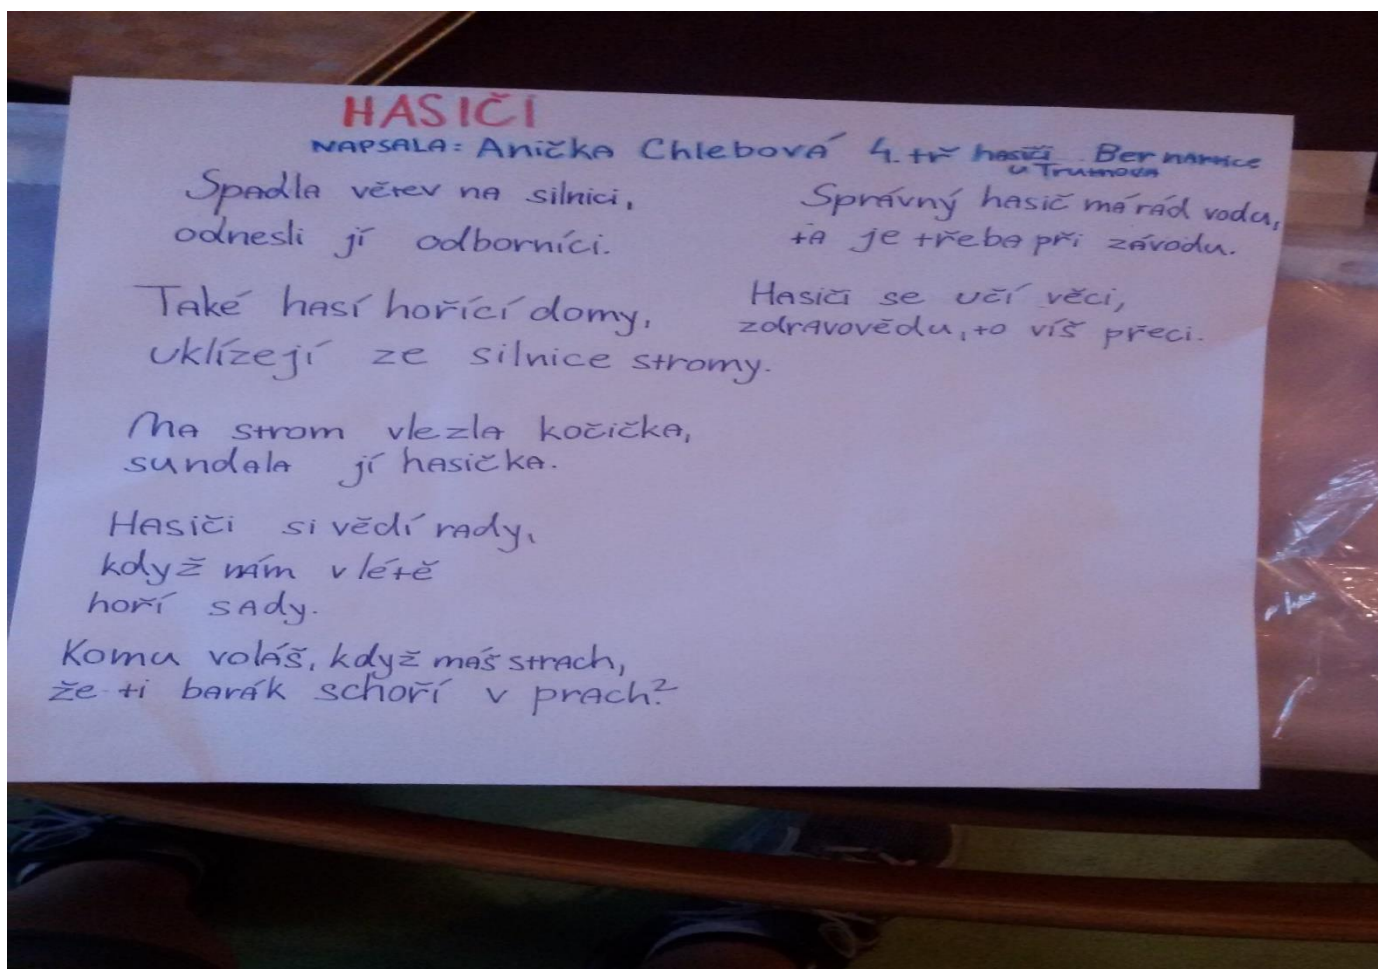 HASIČI
NAPSALA: Anička Chlebová 4. tř hasiči Bernartice
u Trutnova
Spadla větev na silnici,
odnesli jí odborníci.
Také hasí hořící domy,
uklízejí ze silnice stromy.
Na strom vlezla kočička,
sundala jí hasička.
Hasiči si vědí rady,
když nám v létě
hoří sady.
Komu voláš, když máš strach,
že ti barák schoří v prach?
Správný hasič má rád vodu,
ta je třeba při závodu.
Hasiči se učí věci,
zdravovědu, to víš přeci.